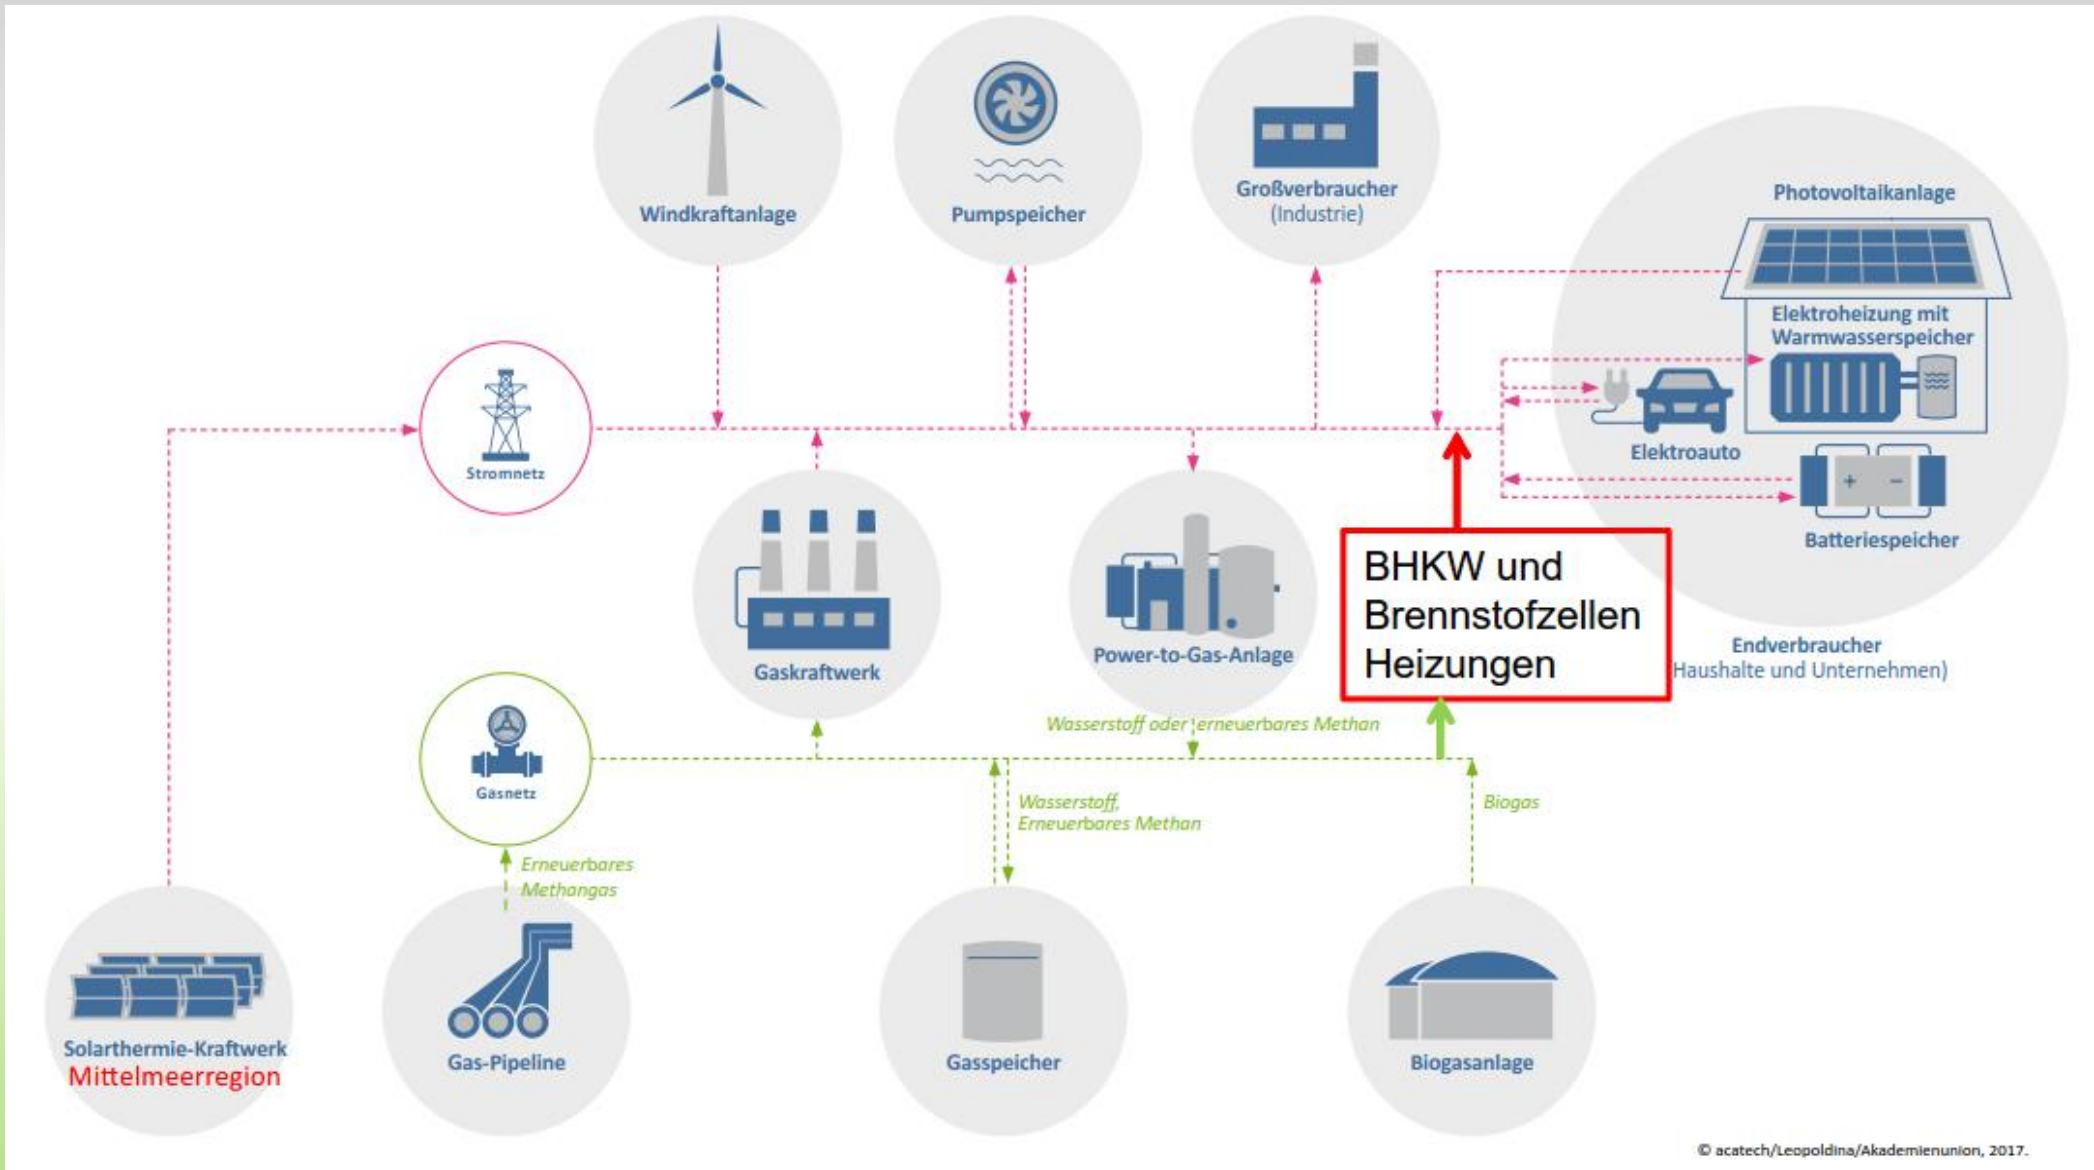 Windkraftanlage
Pumpspeicher
Großverbraucher
(Industrie)
Photovoltaikanlage
Elektroheizung mit
Warmwasserspeicher
Elektroauto
Batteriespeicher
Endverbraucher
(Haushalte und Unternehmen)
Stromnetz
Gaskraftwerk
Power-to-Gas-Anlage
BHKW und
Brennstofzellen
Heizungen
Wasserstoff oder erneuerbares Methan
Gasnetz
Wasserstoff,
Erneuerbares Methan
Biogas
Erneuerbares
Methangas
Solarthermie-Kraftwerk
Mittelmeerregion
Gas-Pipeline
Gasspeicher
Biogasanlage
© acatech/Leopoldina/Akademienunion, 2017.